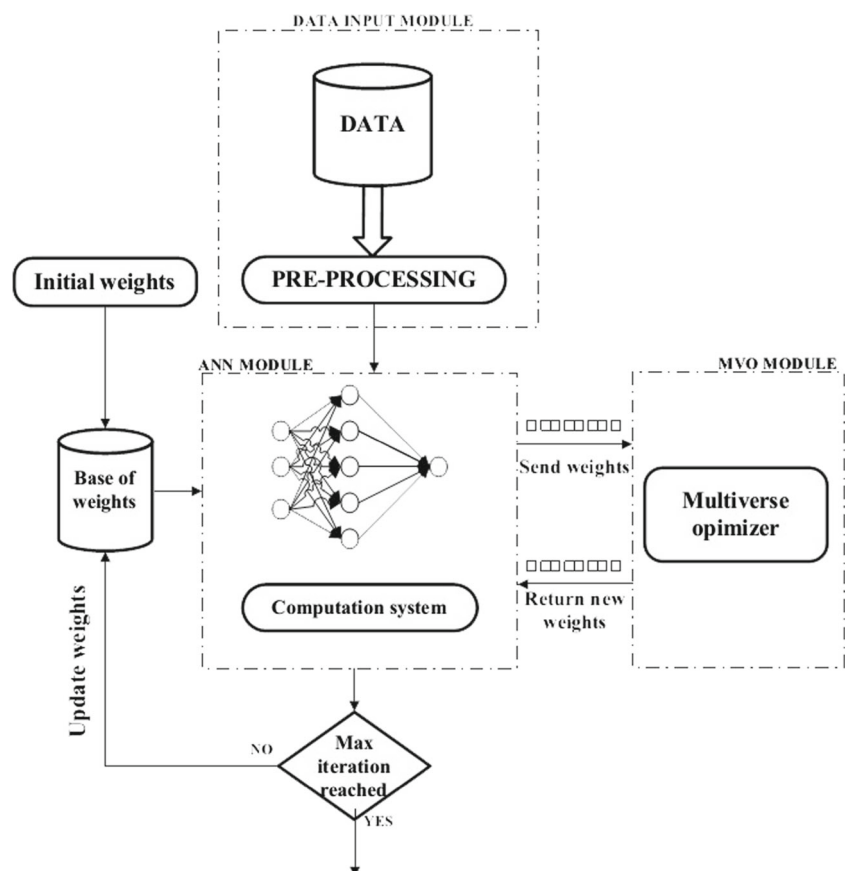 DATA INPUT MODULE
DATA
PRE-PROCESSING
Initial weights
ANN MODULE
MVO MODULE
Base of
weights
Send weights
Multiverse
opimizer
Return new
weights
Computation system
Update weights
NO
Max
iteration
reached
YES